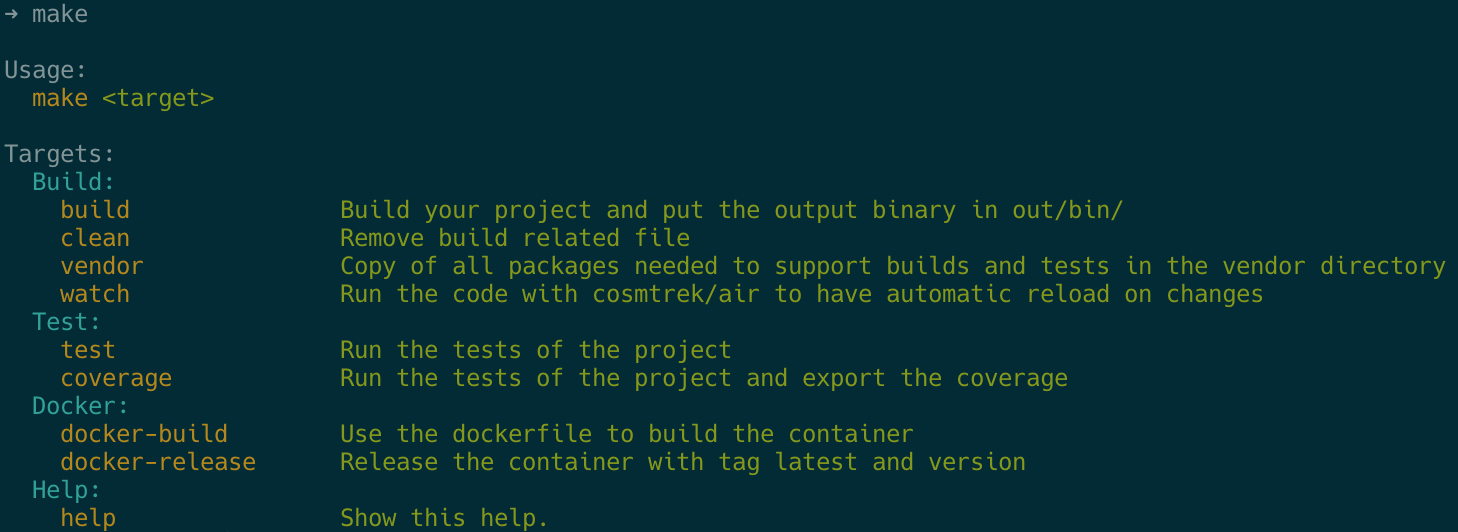 → make
Usage:
make <target>
Targets:
Build:
build Build your project and put the output binary in out/bin/
clean Remove build related file
vendor Copy of all packages needed to support builds and tests in the vendor directory
watch Run the code with cosmtrek/air to have automatic reload on changes
Test:
test Run the tests of the project
coverage Run the tests of the project and export the coverage
Docker:
docker-build Use the dockerfile to build the container
docker-release Release the container with tag latest and version
Help:
help Show this help.